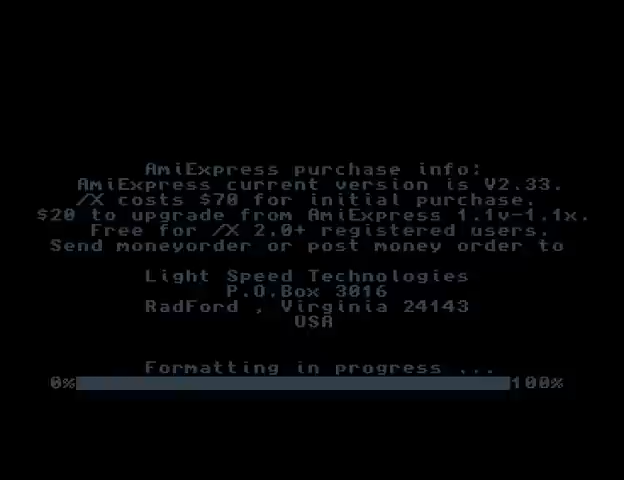 AmiExpress purchase info:
AmiExpress current version is V2.33.
/X costs $70 for initial purchase.
$20 to upgrade from AmiExpress 1.1v-1.1x.
Free for /X 2.0+ registered users.
Send moneyorder or post money order to
Light Speed Technologies
P.O.Box 3016
RadFord , Virginia 24143
USA
Formatting in progress ...
0% 100%